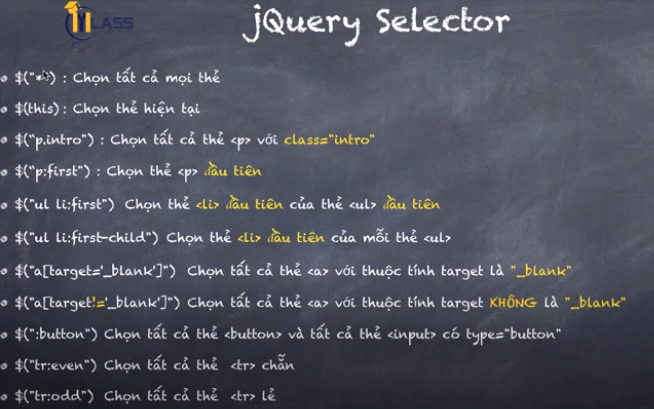 CLASS
jQuery Selector
$("*") : Chọn tất cả mọi thẻ
$(this) : Chọn thẻ hiện tại
$("p.intro") : Chọn tất cả thẻ <p> với class="intro"
$("p:first") : Chọn thẻ <p> đầu tiên
$("ul li:first") Chọn thẻ <li> đầu tiên của thẻ <ul> đầu tiên
$("ul li:first-child") Chọn thẻ <li> đầu tiên của mỗi thẻ <ul>
$("a[target='_blank']") Chọn tất cả thẻ <a> với thuộc tính target là "_blank"
$("a[target!='_blank']") Chọn tất cả thẻ <a> với thuộc tính target KHÔNG là "_blank"
$(":button") Chọn tất cả thẻ <button> và tất cả thẻ <input> có type="button"
$("tr:even") Chọn tất cả thẻ <tr> chẵn
$("tr:odd") Chọn tất cả thẻ <tr> lẻ